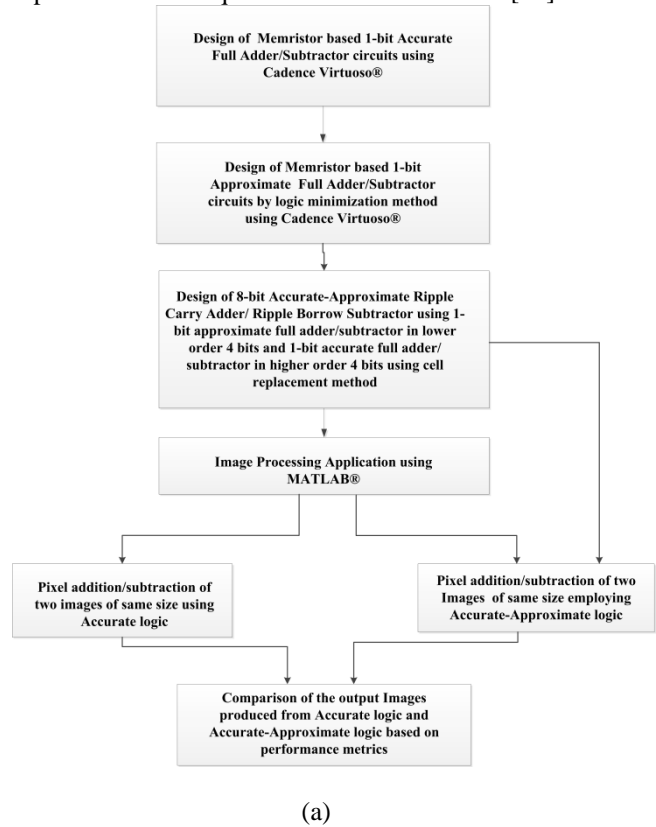 Design of Memristor based 1-bit Accurate
Full Adder/Subtractor circuits using
Cadence Virtuoso®
Design of Memristor based 1-bit
Approximate Full Adder/Subtractor
circuits by logic minimization method
using Cadence Virtuoso®
Design of 8-bit Accurate-Approximate Ripple
Carry Adder/ Ripple Borrow Subtractor using 1-
bit approximate full adder/subtractor in lower
order 4 bits and 1-bit accurate full adder/
subtractor in higher order 4 bits using cell
replacement method
Image Processing Application using
MATLAB®
Pixel addition/subtraction of
two images of same size using
Accurate logic
Pixel addition/subtraction of two
Images of same size employing
Accurate-Approximate logic
Comparison of the output Images
produced from Accurate logic and
Accurate-Approximate logic based on
performance metrics
(a)